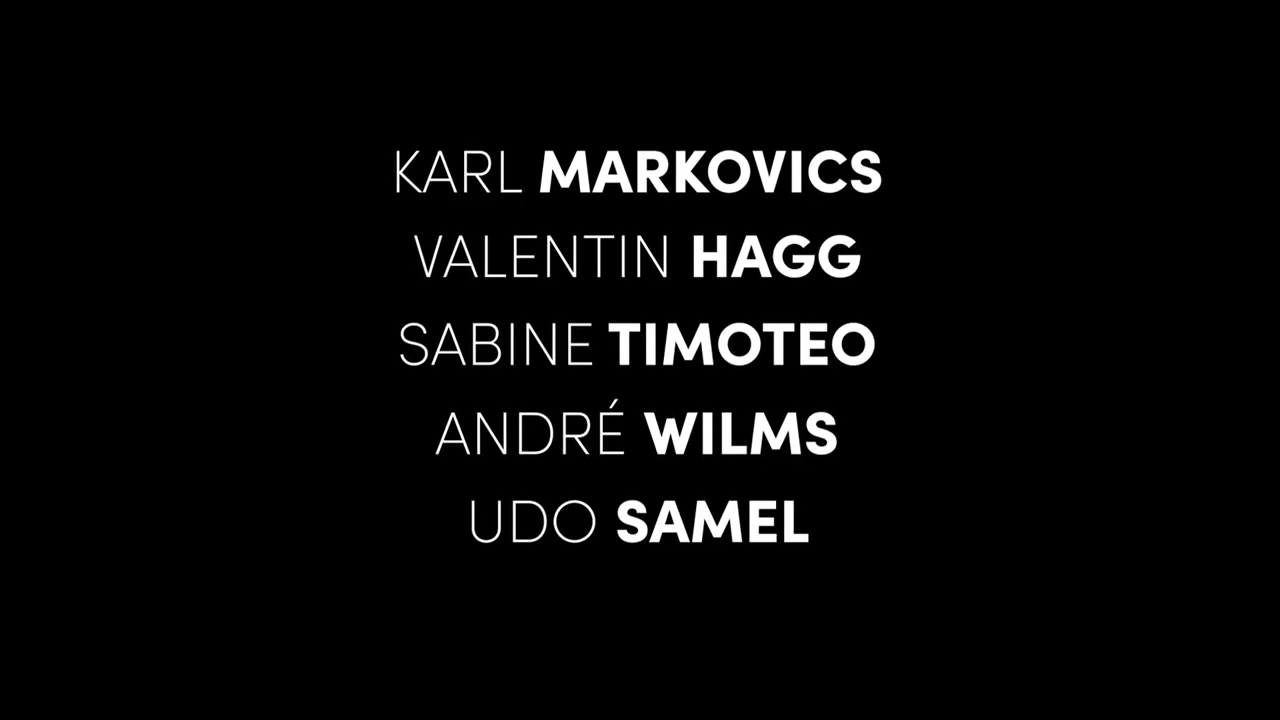 KARL MARKOVICS
VALENTIN HAGG
SABINE TIMOTEO
ANDRÉ WILMS
UDO SAMEL